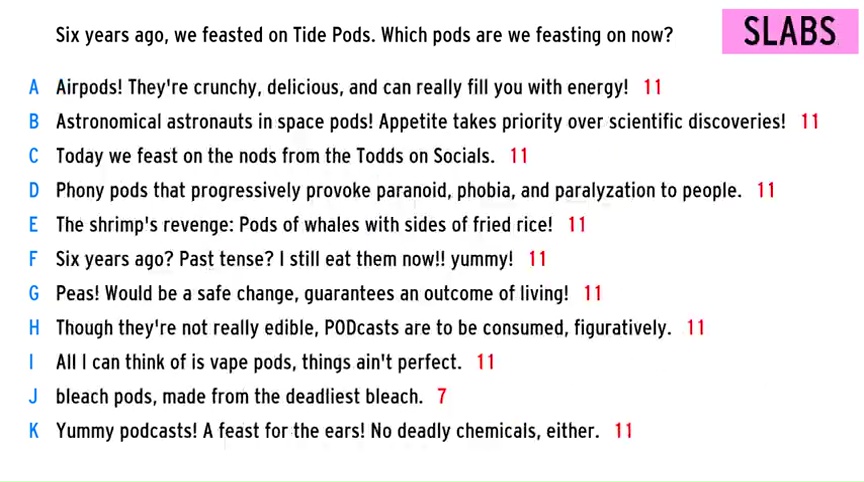 Six years ago, we feasted on Tide Pods. Which pods are we feasting on now?
SLABS
A Airpods! They're crunchy, delicious, and can really fill you with energy! 11
B Astronomical astronauts in space pods! Appetite takes priority over scientific discoveries! 11
C Today we feast on the nods from the Todds on Socials. 11
D Phony pods that progressively provoke paranoid, phobia, and paralyzation to people. 11
E The shrimp's revenge: Pods of whales with sides of fried rice! 11
F Six years ago? Past tense? I still eat them now!! yummy! 11
G Peas! Would be a safe change, guarantees an outcome of living! 11
H Though they're not really edible, PODcasts are to be consumed, figuratively. 11
I All I can think of is vape pods, things ain't perfect. 11
J bleach pods, made from the deadliest bleach. 7
K Yummy podcasts! A feast for the ears! No deadly chemicals, either. 11